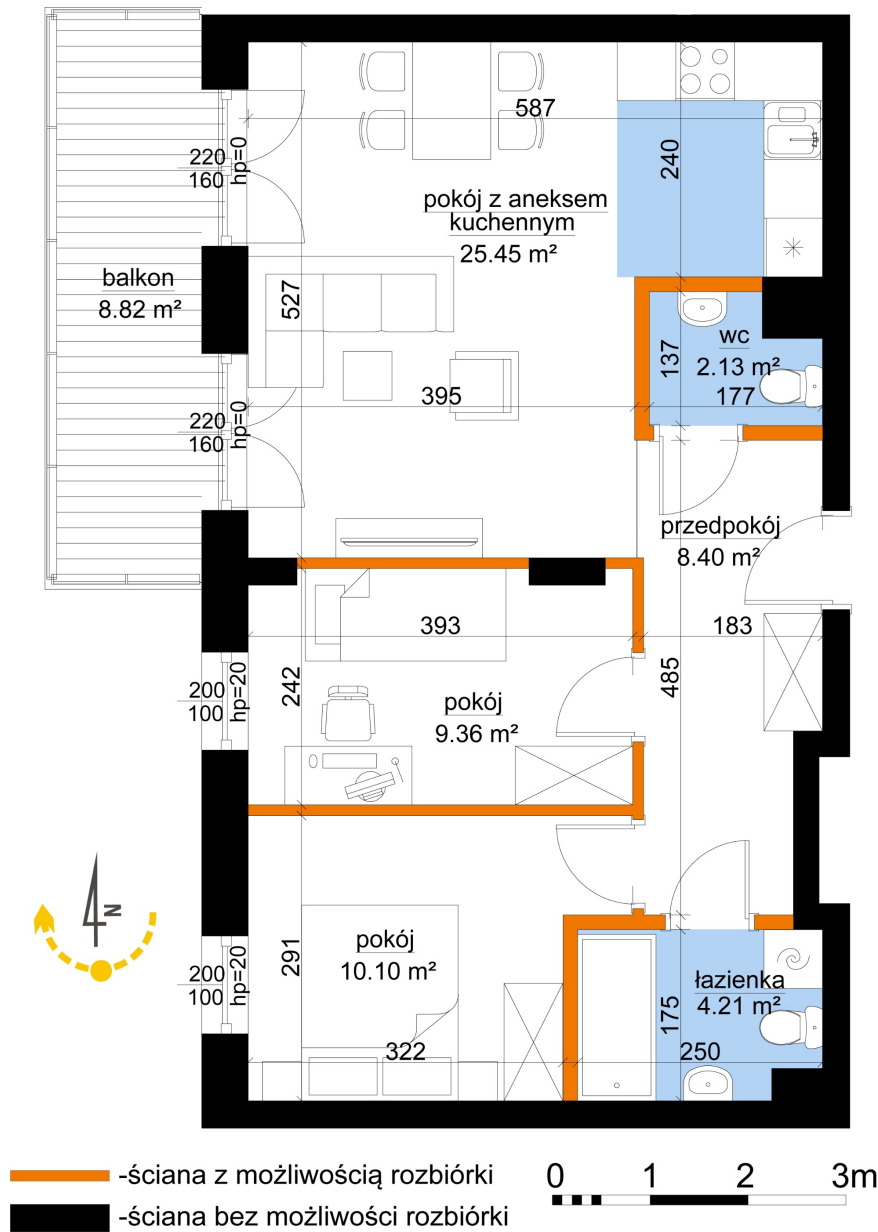 587
220
160
hp=0
240
pokój z aneksem
kuchennym
25.45 m²
balkon
8.82 m²
527
wc
2.13 m²
137
177
395
220
160
hp=0
przedpokój
8.40 m²
393
183
242
485
200
100
hp=20
pokój
9.36 m²
N
291
pokój
10.10 m²
200
100
hp=20
łazienka
4.21 m²
175
322
250
-ściana z możliwością rozbiórki
0 1 2 3m
-ściana bez możliwości rozbiórki